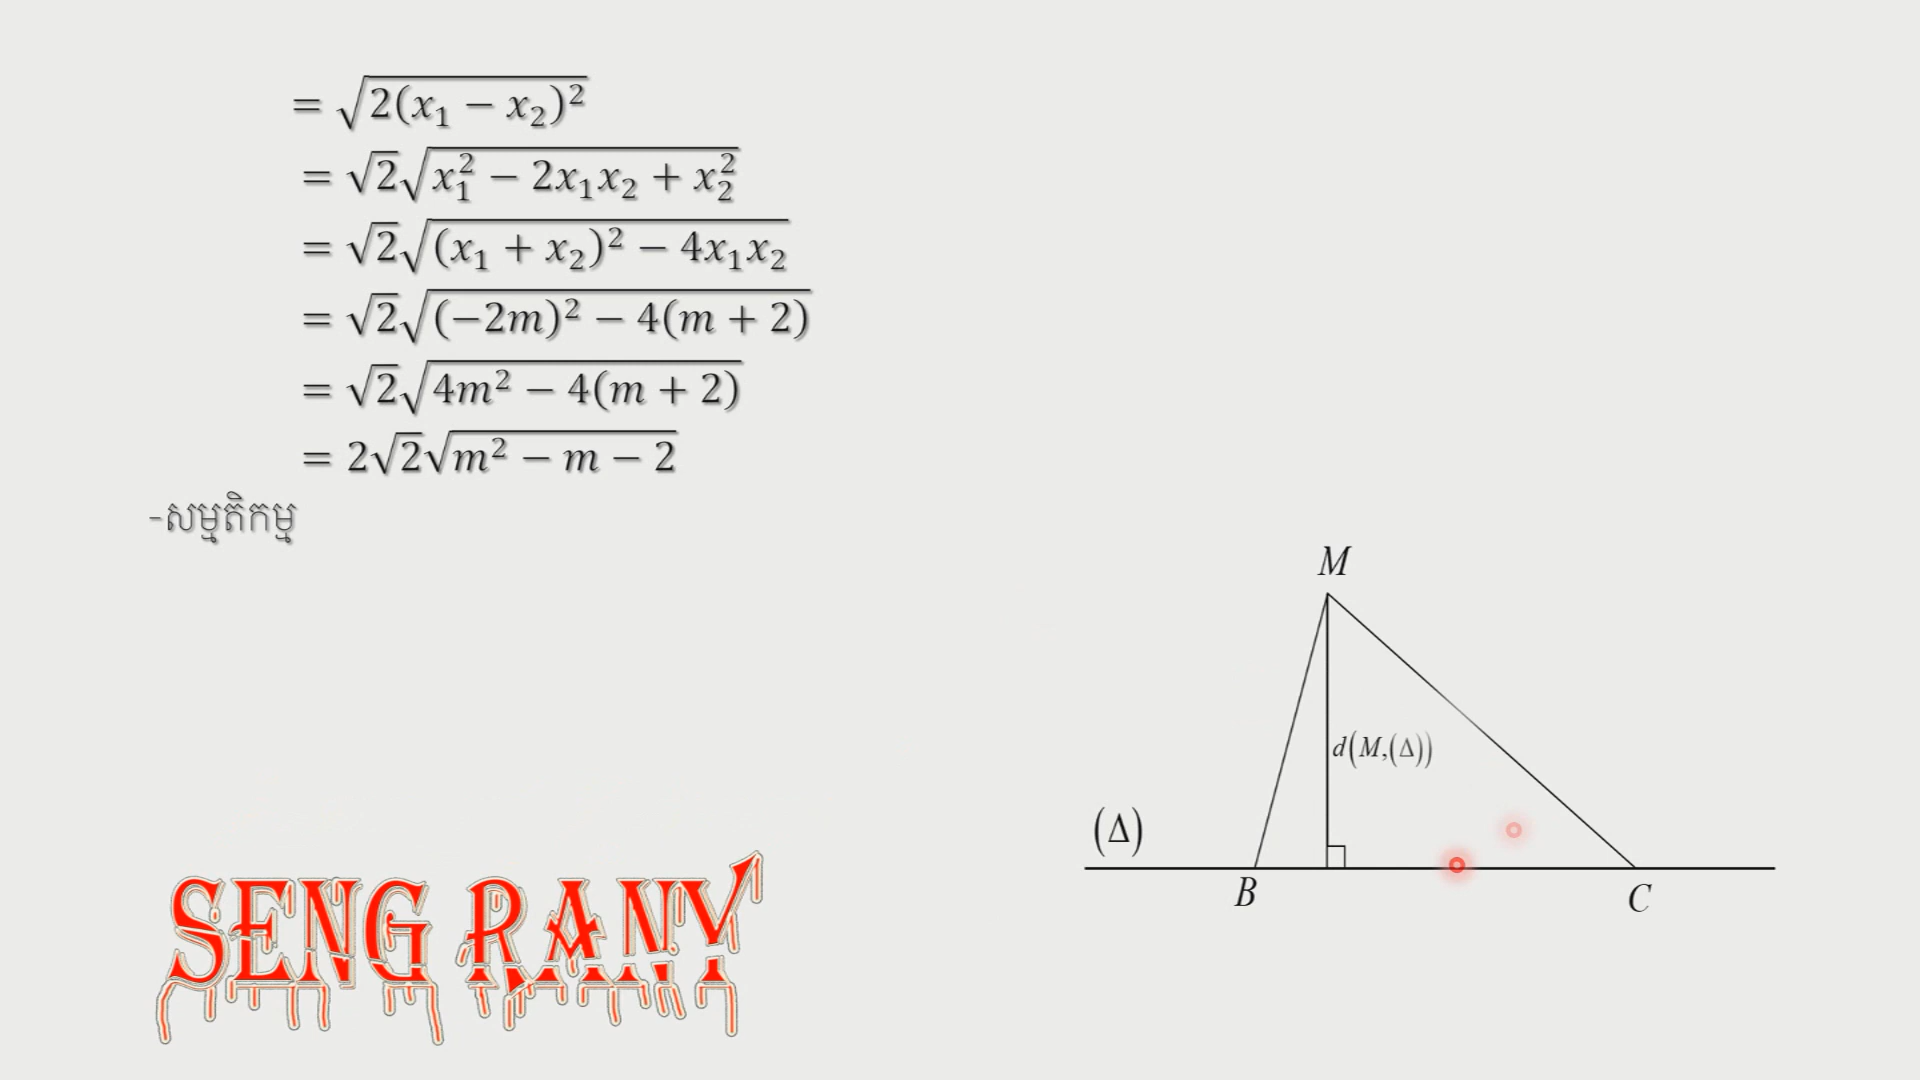 = √2(x₁ − x₂)²
= √2√x₁² − 2x₁x₂ + x₂²
= √2√(x₁ + x₂)² − 4x₁x₂
= √2√(−2m)² − 4(m + 2)
= √2√4m² − 4(m + 2)
= 2√2√m² − m − 2
-សម្មតិកម្ម
M
d(M,(Δ))
(Δ)
B
C
SENG RANY